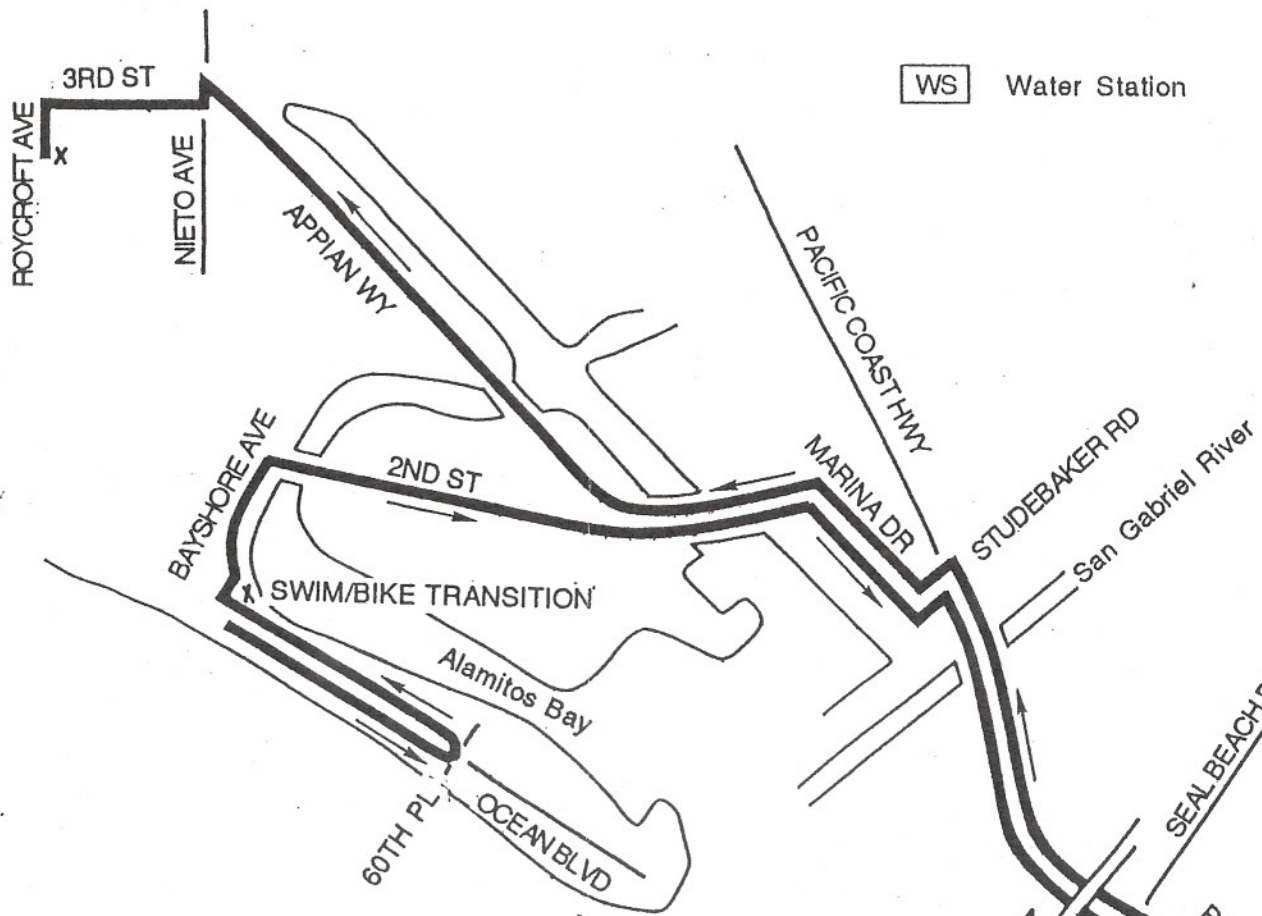 3RD ST
WS Water Station
ROYCROFT AVE
X
NIETO AVE
APPIAN WY
PACIFIC COAST HWY
BAYSHORE AVE
2ND ST
MARINA DR
STUDEBAKER RD
San Gabriel River
X SWIM/BIKE TRANSITION
Alamitos Bay
60TH PL
OCEAN BLVD
SEAL BEACH